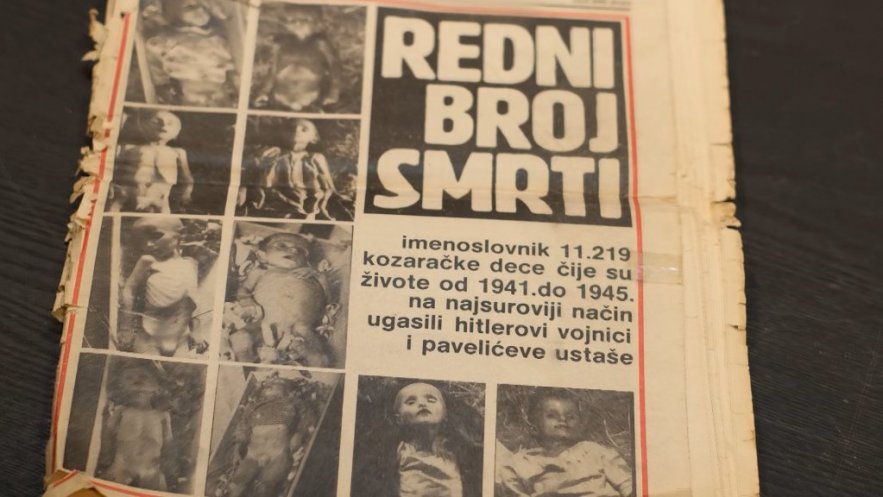 REDNI
BROJ
SMRTI
imenoslovnik 11.219
kozaračke dece čije su
živote od 1941.do 1945.
na najsuroviji način
ugasili hitlerovi vojnici
i pavelićeve ustaše